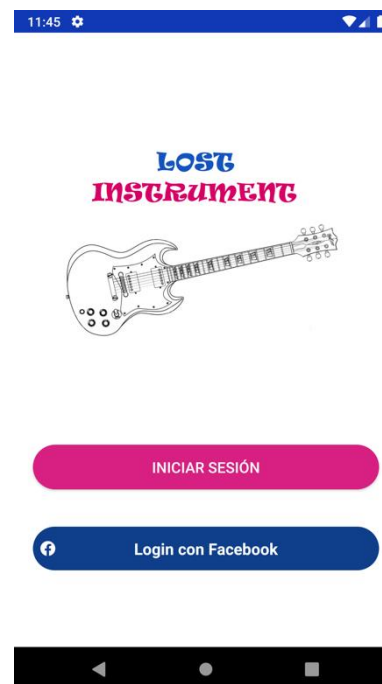 11:45
LOST
INSTRUMENT
INICIAR SESIÓN
Login con Facebook